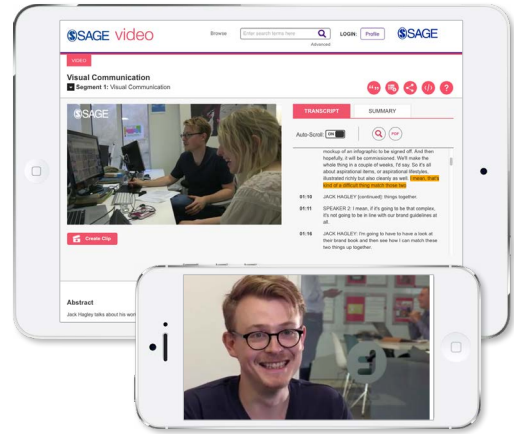 SAGE video
Browse
Enter search terms here
Advanced
LOGIN:
Profile
SAGE
VIDEO
Visual Communication
+ Segment 1: Visual Communication
SAGE
TRANSCRIPT
SUMMARY
Auto-Scroll:
ON
PDF
mockup of an infographic to be signed off. And then
hopefully, it will be commissioned. We'll make the
whole thing in a couple of weeks, I'd say. So it's all
about aspirational items, or aspirational lifestyles,
illustrated richly but also cleanly as well. I mean, that's
kind of a difficult thing match those two
01:10 JACK HAGLEY [continued]: things together.
01:11 SPEAKER 2: I mean, if it's going to be that complex,
it's not going to be in line with our brand guidelines at
all.
01:16 JACK HAGLEY: I'm going to have to have a look at
their brand book and then see how I can match these
two things up together.
Create Clip
Abstract
Jack Hagley talks about his wor